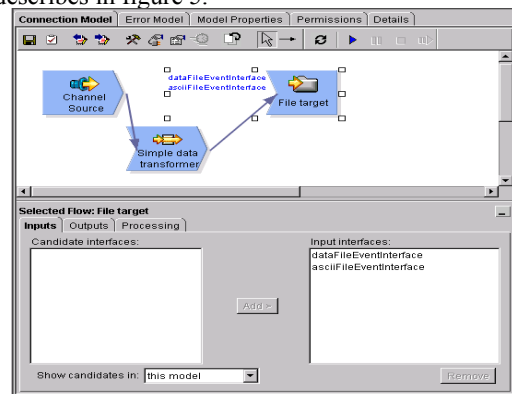 describes in figure 5.
Connection Model Error Model Model Properties Permissions Details
dataFileEventInterface
asciiFileEventInterface
Channel
Source
File target
Simple data
transformer
Selected Flow: File target
Inputs Outputs Processing
Candidate interfaces:
Input interfaces:
dataFileEventInterface
asciiFileEventInterface
Add >
Show candidates in: this model
Remove